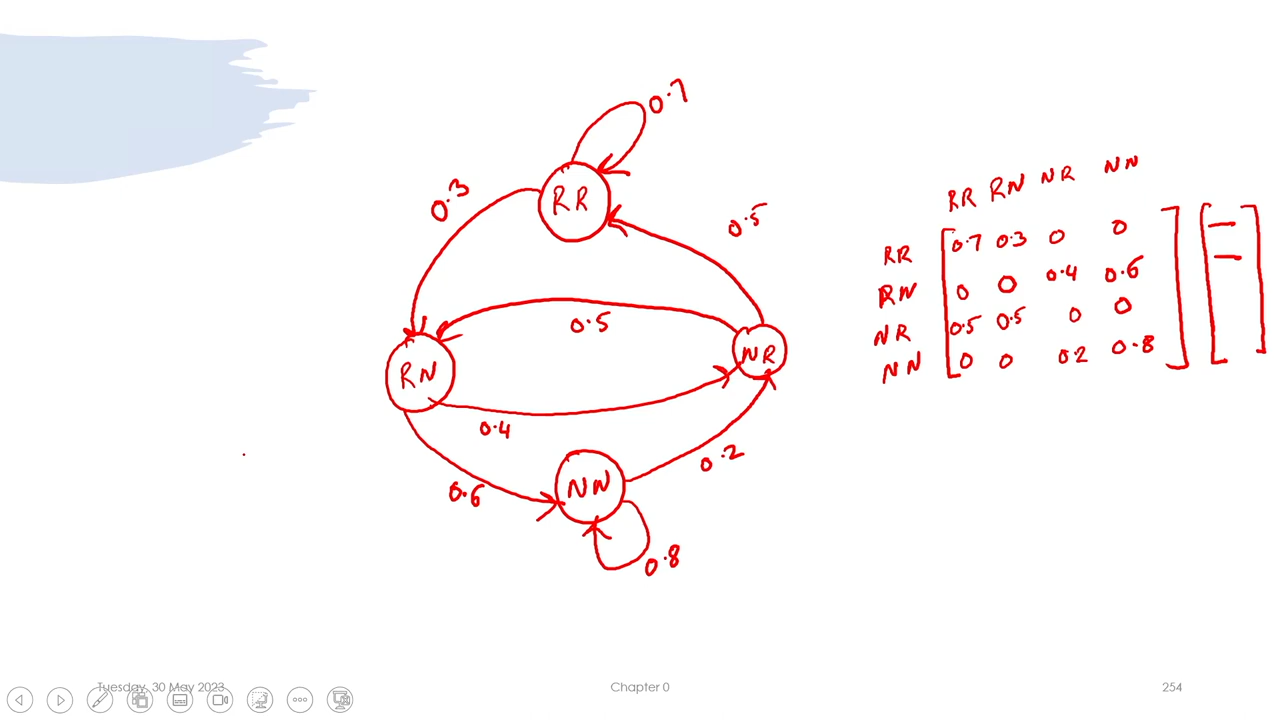 0.7
RR
0.3
0.5
0.5
RN
NR
0.4
0.6
NN
0.2
0.8
RR RN NR NN
RR 0.7 0.3 0 0
RN 0 0 0.4 0.6
NR 0.5 0.5 0 0
NN 0 0 0.2 0.8
Tuesday, 30 May 2023
Chapter 0
254